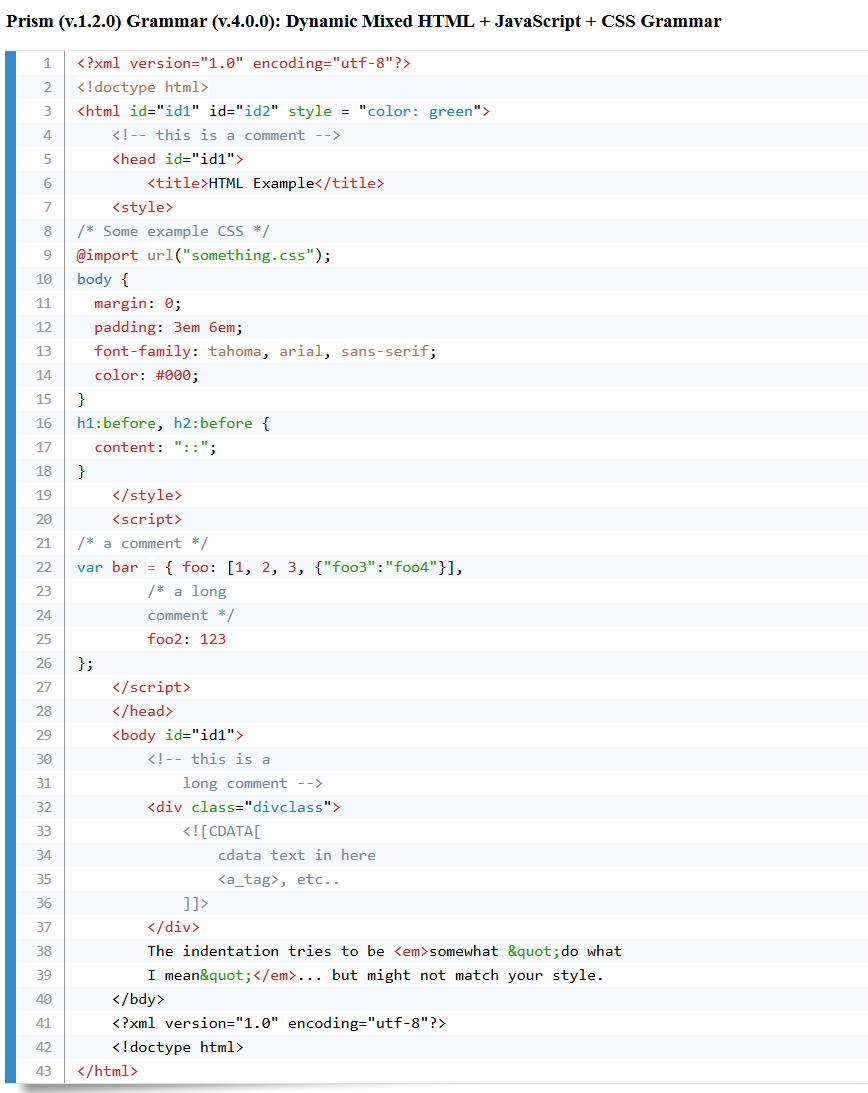 Prism (v.1.2.0) Grammar (v.4.0.0): Dynamic Mixed HTML + JavaScript + CSS Grammar
1 <?xml version="1.0" encoding="utf-8"?>
2 <!doctype html>
3 <html id="id1" id="id2" style = "color: green">
4     <!-- this is a comment -->
5     <head id="id1">
6         <title>HTML Example</title>
7     <style>
8 /* Some example CSS */
9 @import url("something.css");
10 body {
11   margin: 0;
12   padding: 3em 6em;
13   font-family: tahoma, arial, sans-serif;
14   color: #000;
15 }
16 h1:before, h2:before {
17   content: "::";
18 }
19     </style>
20     <script>
21 /* a comment */
22 var bar = { foo: [1, 2, 3, {"foo3":"foo4"}],
23         /* a long
24         comment */
25         foo2: 123
26 };
27     </script>
28     </head>
29     <body id="id1">
30         <!-- this is a
31             long comment -->
32         <div class="divclass">
33             <![CDATA[
34                 cdata text in here
35                 <a_tag>, etc..
36             ]]>
37         </div>
38         The indentation tries to be <em>somewhat &quot;do what
39         I mean&quot;</em>... but might not match your style.
40     </bdy>
41     <?xml version="1.0" encoding="utf-8"?>
42     <!doctype html>
43 </html>